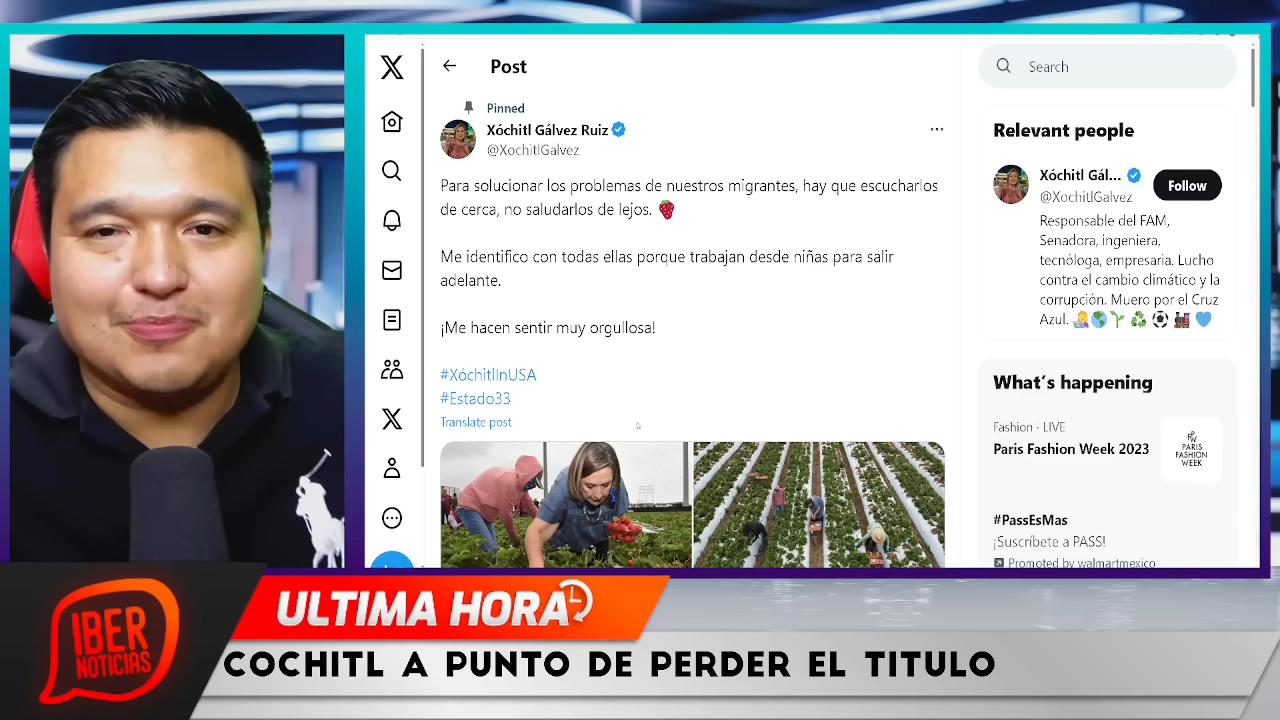 Post
Search
Pinned
Xóchitl Gálvez Ruiz
@XochitlGalvez
Para solucionar los problemas de nuestros migrantes, hay que escucharlos
de cerca, no saludarlos de lejos.
Me identifico con todas ellas porque trabajan desde niñas para salir
adelante.
¡Me hacen sentir muy orgullosa!
#XóchitlInUSA
#Estado33
Translate post
Relevant people
Xóchitl Gál...
@XochitlGalvez
Follow
Responsable del FAM,
Senadora, ingeniera,
tecnóloga, empresaria. Lucho
contra el cambio climático y la
corrupción. Muero por el Cruz
Azul.
What's happening
Fashion · LIVE
Paris Fashion Week 2023
PARIS
FASHION
WEEK
#PassEsMas
¡Suscríbete a PASS!
Promoted by walmartmexico
IBER
NOTICIAS
ULTIMA HORA
COCHITL A PUNTO DE PERDER EL TITULO